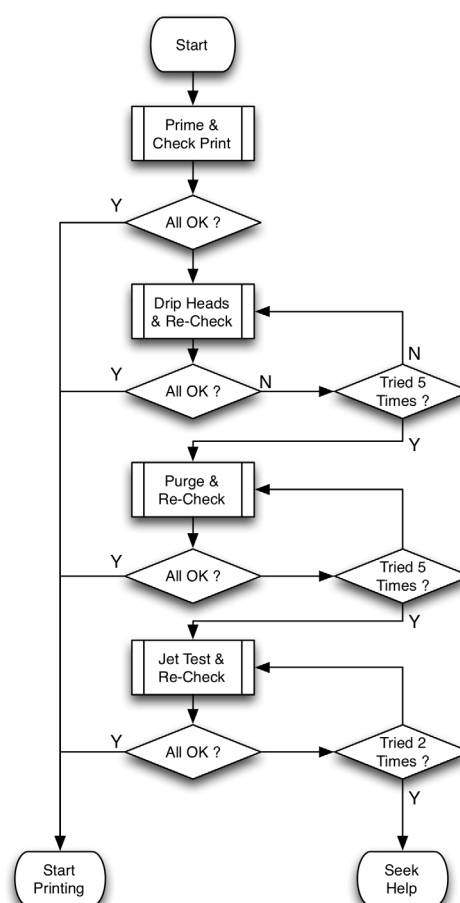 Start
Prime &
Check Print
Y
All OK ?
Drip Heads
& Re-Check
Y
All OK ?
N
N
Tried 5
Times ?
Y
Purge &
Re-Check
Y
All OK ?
Tried 5
Times ?
Y
Jet Test &
Re-Check
Y
All OK ?
Tried 2
Times ?
Y
Start
Printing
Seek
Help